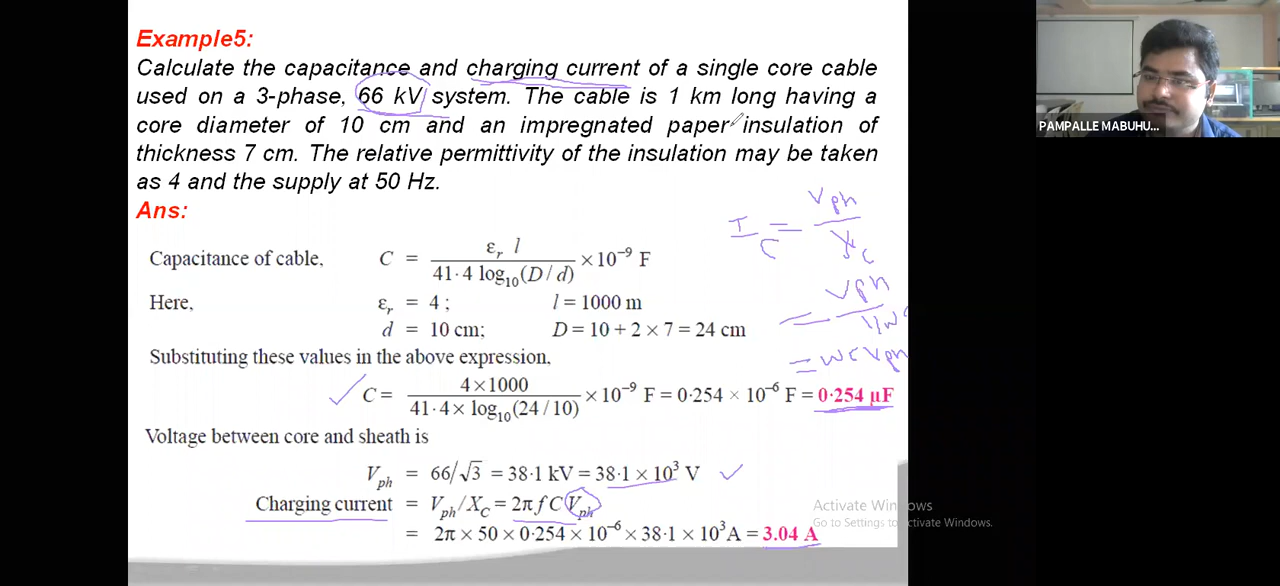 Example5:
Calculate the capacitance and charging current of a single core cable
used on a 3-phase, 66 kV system. The cable is 1 km long having a
core diameter of 10 cm and an impregnated paper insulation of
thickness 7 cm. The relative permittivity of the insulation may be taken
as 4 and the supply at 50 Hz.
Ans:
Capacitance of cable, C = εr l / 41·4 log10(D / d) × 10⁻⁹ F
Here, εr = 4 ; l = 1000 m
d = 10 cm; D = 10 + 2 × 7 = 24 cm
Substituting these values in the above expression,
C = 4 × 1000 / 41·4 × log10(24 / 10) × 10⁻⁹ F = 0·254 × 10⁻⁶ F = 0·254 μF
Voltage between core and sheath is
Vph = 66/√3 = 38·1 kV = 38·1 × 10³ V
Charging current = Vph/XC = 2π f C Vph
= 2π × 50 × 0·254 × 10⁻⁶ × 38·1 × 10³ A = 3.04 A
IC = Vph / XC
= Vph / 1/ω
= ωC Vph
PAMPALLE MABUHU...
Activate Windows
Go to Settings to activate Windows.